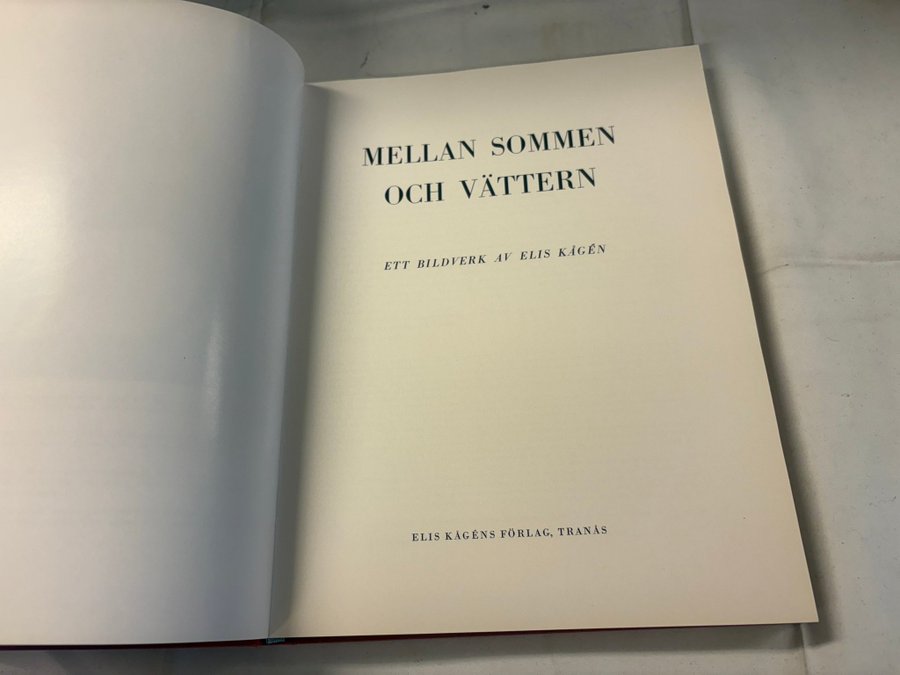 MELLAN SOMMEN
OCH VÄTTERN
ETT BILDVERK AV ELIS KÅGÉN
ELIS KÅGÉNS FÖRLAG, TRANÅS